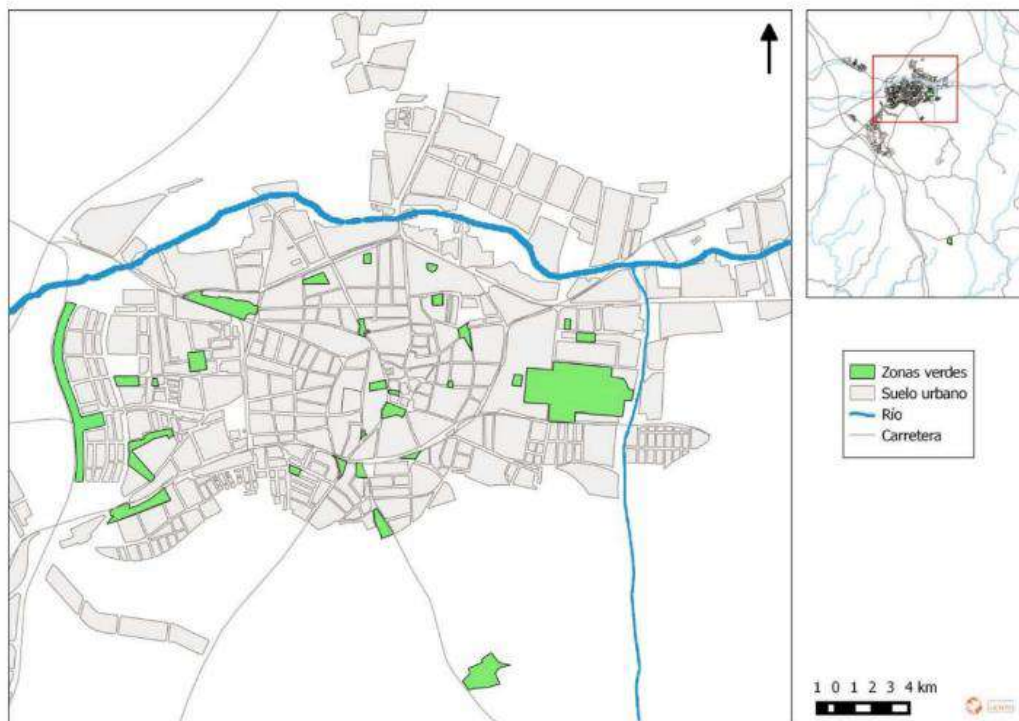 Zonas verdes
Suelo urbano
Río
Carretera
1 0 1 2 3 4 km